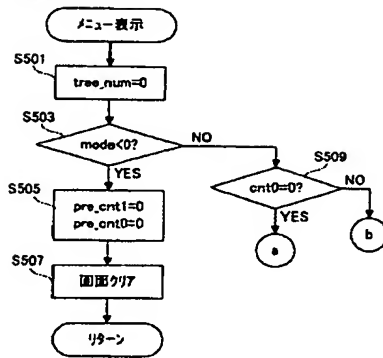 メニュー表示
S501
tree_num=0
S503
mode<0?
NO
S509
YES
cnt0=0?
NO
S505
pre_cnt1=0
pre_cnt0=0
YES
a
b
S507
画面クリア
リターン